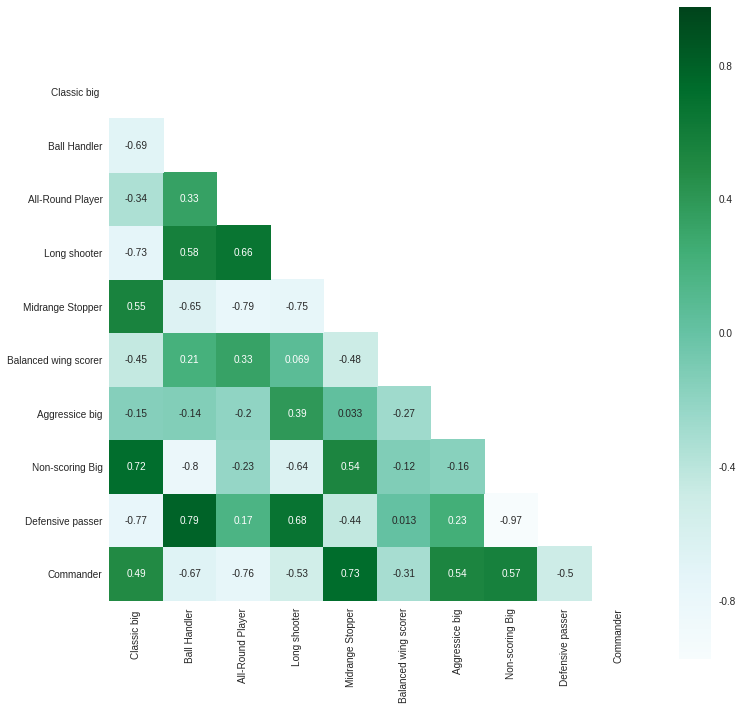 0.8
Classic big
Ball Handler -0.69
All-Round Player -0.34 0.33
0.4
Long shooter -0.73 0.58 0.66
Midrange Stopper 0.55 -0.65 -0.79 -0.75
0.0
Balanced wing scorer -0.45 0.21 0.33 0.069 -0.48
Aggressice big -0.15 -0.14 -0.2 0.39 0.033 -0.27
Non-scoring Big 0.72 -0.8 -0.23 -0.64 0.54 -0.12 -0.16
-0.4
Defensive passer -0.77 0.79 0.17 0.68 -0.44 0.013 0.23 -0.97
Commander 0.49 -0.67 -0.76 -0.53 0.73 -0.31 0.54 0.57 -0.5
-0.8
Classic big
Ball Handler
All-Round Player
Long shooter
Midrange Stopper
Balanced wing scorer
Aggressice big
Non-scoring Big
Defensive passer
Commander